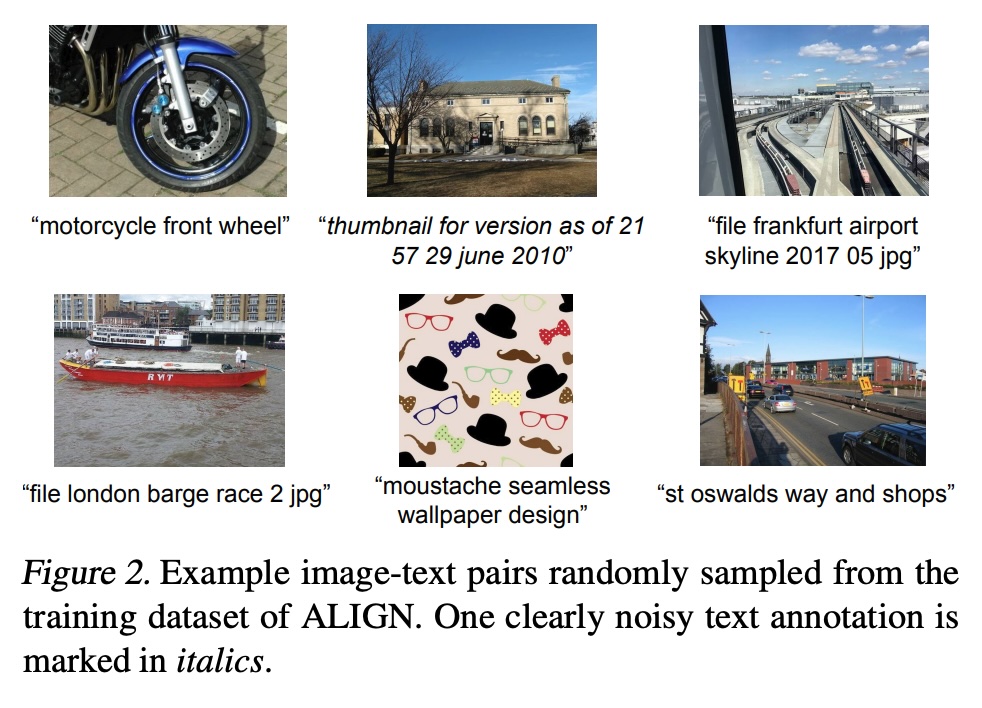 “motorcycle front wheel”
“thumbnail for version as of 21
57 29 june 2010”
“file frankfurt airport
skyline 2017 05 jpg”
RMT
“file london barge race 2 jpg”
“moustache seamless
wallpaper design”
“st oswalds way and shops”
Figure 2. Example image-text pairs randomly sampled from the
training dataset of ALIGN. One clearly noisy text annotation is
marked in italics.